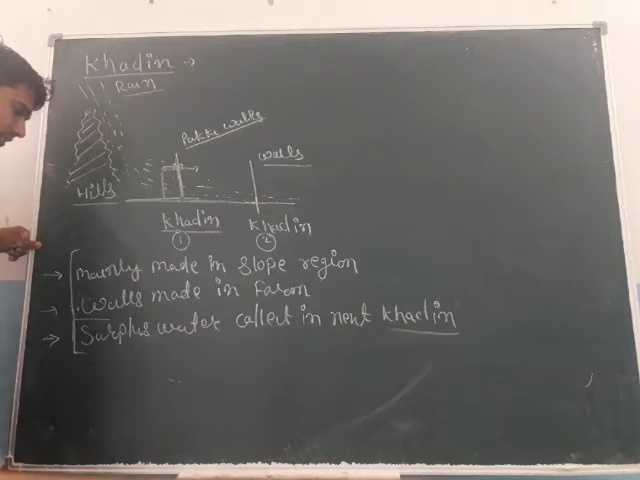 Khadin →
Rain
Pakke walls
walls
Hills
Khadin
1
Khadin
2
→ mainly made in slope region
→ walls made in farm
→ Surplus water collect in next khadin